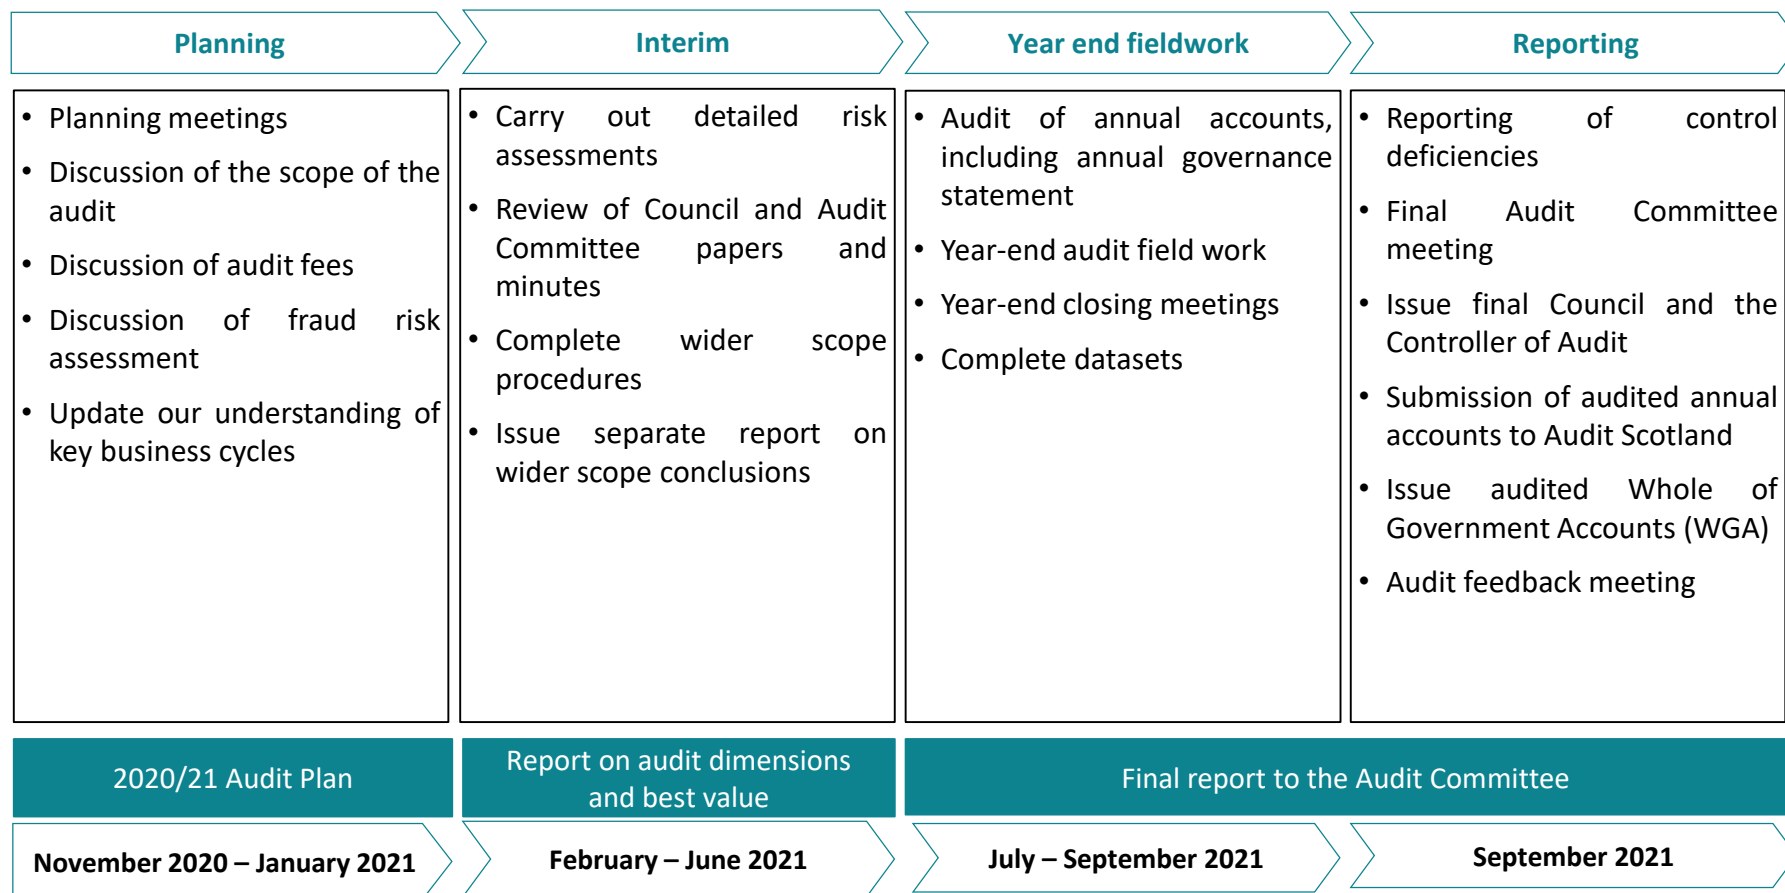 Planning
Interim
Year end fieldwork
Reporting
• Planning meetings
• Discussion of the scope of the
audit
• Discussion of audit fees
• Discussion of fraud risk
assessment
• Update our understanding of
key business cycles
• Carry out detailed risk
assessments
• Review of Council and Audit
Committee papers and
minutes
• Complete wider scope
procedures
• Issue separate report on
wider scope conclusions
• Audit of annual accounts,
including annual governance
statement
• Year-end audit field work
• Year-end closing meetings
• Complete datasets
• Reporting of control
deficiencies
• Final Audit Committee
meeting
• Issue final Council and the
Controller of Audit
• Submission of audited annual
accounts to Audit Scotland
• Issue audited Whole of
Government Accounts (WGA)
• Audit feedback meeting
2020/21 Audit Plan
Report on audit dimensions
and best value
Final report to the Audit Committee
November 2020 – January 2021
February – June 2021
July – September 2021
September 2021